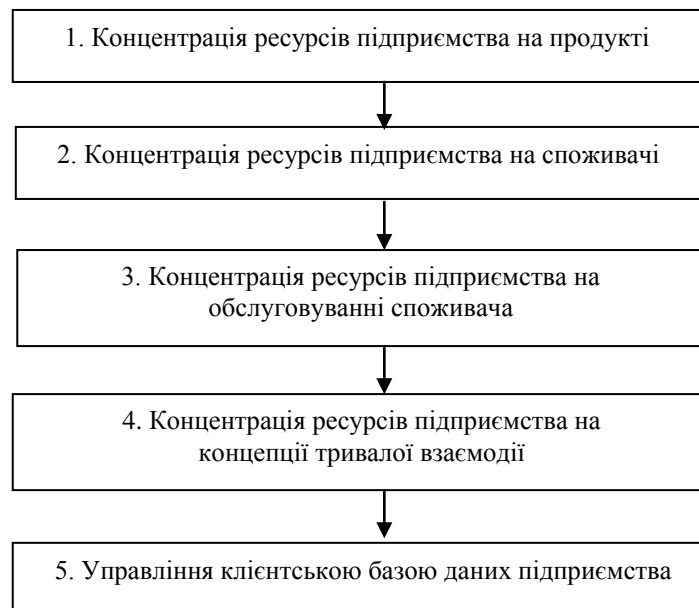 1. Концентрація ресурсів підприємства на продукті
2. Концентрація ресурсів підприємства на споживачі
3. Концентрація ресурсів підприємства на
обслуговуванні споживача
4. Концентрація ресурсів підприємства на
концепції тривалої взаємодії
5. Управління клієнтською базою даних підприємства